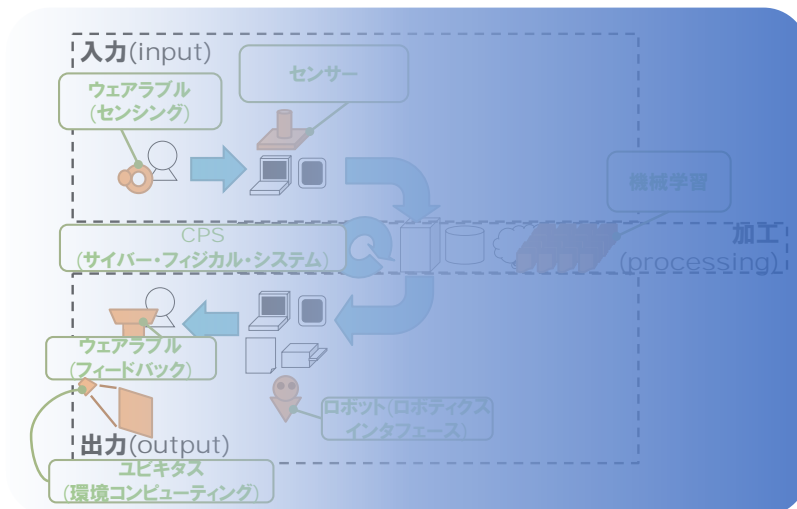 入力(input)
センサー
ウェアラブル
(センシング)
機械学習
CPS
(サイバー・フィジカル・システム)
加工
(processing)
ウェアラブル
(フィードバック)
ロボット(ロボティクス
インタフェース)
出力(output)
ユビキタス
(環境コンピューティング)